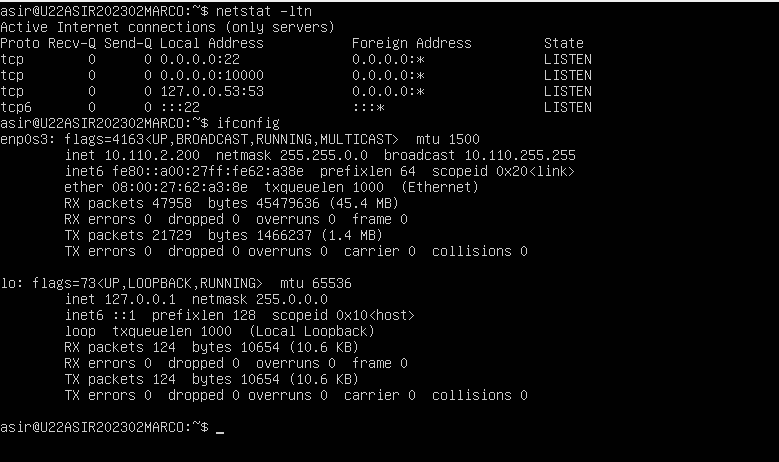 asir@U22ASIR202302MARCO:~$ netstat -ltn
Active Internet connections (only servers)
Proto Recv-Q Send-Q Local Address           Foreign Address         State
tcp        0      0 0.0.0.0:22              0.0.0.0:*               LISTEN
tcp        0      0 0.0.0.0:10000           0.0.0.0:*               LISTEN
tcp        0      0 127.0.0.53:53           0.0.0.0:*               LISTEN
tcp6       0      0 :::22                   :::*                    LISTEN
asir@U22ASIR202302MARCO:~$ ifconfig
enp0s3: flags=4163<UP,BROADCAST,RUNNING,MULTICAST>  mtu 1500
        inet 10.110.2.200  netmask 255.255.0.0  broadcast 10.110.255.255
        inet6 fe80::a00:27ff:fe62:a38e  prefixlen 64  scopeid 0x20<link>
        ether 08:00:27:62:a3:8e  txqueuelen 1000  (Ethernet)
        RX packets 47958  bytes 45479636 (45.4 MB)
        RX errors 0  dropped 0  overruns 0  frame 0
        TX packets 21729  bytes 1466237 (1.4 MB)
        TX errors 0  dropped 0 overruns 0  carrier 0  collisions 0

lo: flags=73<UP,LOOPBACK,RUNNING>  mtu 65536
        inet 127.0.0.1  netmask 255.0.0.0
        inet6 ::1  prefixlen 128  scopeid 0x10<host>
        loop  txqueuelen 1000  (Local Loopback)
        RX packets 124  bytes 10654 (10.6 KB)
        RX errors 0  dropped 0  overruns 0  frame 0
        TX packets 124  bytes 10654 (10.6 KB)
        TX errors 0  dropped 0 overruns 0  carrier 0  collisions 0

asir@U22ASIR202302MARCO:~$ _